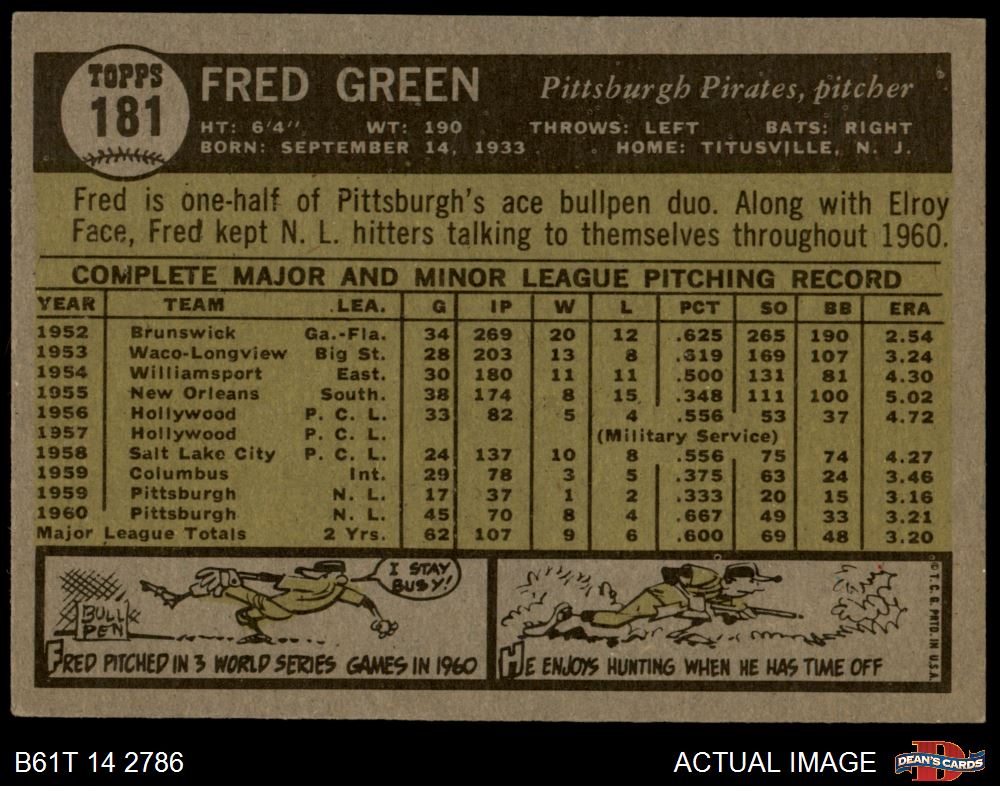 TOPPS
181
FRED GREEN Pittsburgh Pirates, pitcher
HT: 6'4" WT: 190 THROWS: LEFT BATS: RIGHT
BORN: SEPTEMBER 14, 1933 HOME: TITUSVILLE, N. J.
Fred is one-half of Pittsburgh's ace bullpen duo. Along with Elroy
Face, Fred kept N. L. hitters talking to themselves throughout 1960.
COMPLETE MAJOR AND MINOR LEAGUE PITCHING RECORD
YEAR TEAM LEA. G IP W L PCT SO BB ERA
1952 Brunswick Ga.-Fla. 34 269 20 12 .625 265 190 2.54
1953 Waco-Longview Big St. 28 203 13 8 .319 169 107 3.24
1954 Williamsport East. 30 180 11 11 .500 131 81 4.30
1955 New Orleans South. 38 174 8 15 .348 111 100 5.02
1956 Hollywood P. C. L. 33 82 5 4 .556 53 37 4.72
1957 Hollywood P. C. L. (Military Service)
1958 Salt Lake City P. C. L. 24 137 10 8 .556 75 74 4.27
1959 Columbus Int. 29 78 3 5 .375 63 24 3.46
1959 Pittsburgh N. L. 17 37 1 2 .333 20 15 3.16
1960 Pittsburgh N. L. 45 70 8 4 .667 49 33 3.21
Major League Totals 2 Yrs. 62 107 9 6 .600 69 48 3.20
I STAY
BUSY!
BULL
PEN
FRED PITCHED IN 3 WORLD SERIES GAMES IN 1960
HE ENJOYS HUNTING WHEN HE HAS TIME OFF
© T. C. G. PRTD. IN U.S.A.
B61T 14 2786 ACTUAL IMAGE
DEAN'S CARDS